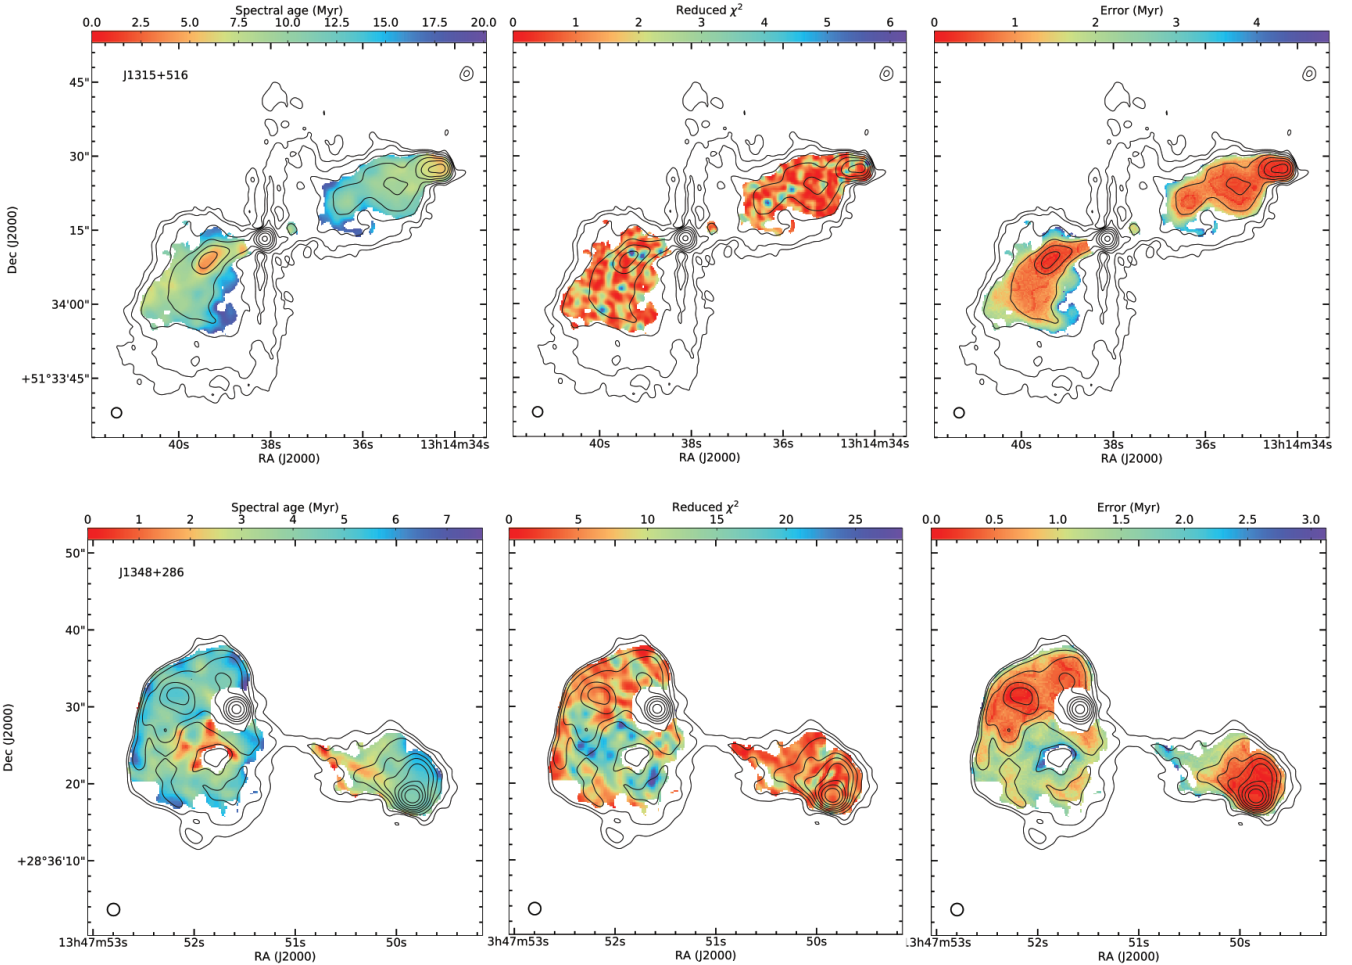 Spectral age (Myr) Reduced χ² Error (Myr)
0.0 2.5 5.0 7.5 10.0 12.5 15.0 17.5 20.0 0 1 2 3 4 5 6 0 1 2 3 4
J1315+516
45"
30"
15"
34'00"
+51°33'45"
Dec (J2000)
40s 38s 36s 13h14m34s 40s 38s 36s 13h14m34s 40s 38s 36s 13h14m34s
RA (J2000) RA (J2000) RA (J2000)
Spectral age (Myr) Reduced χ² Error (Myr)
0 1 2 3 4 5 6 7 0 5 10 15 20 25 0.0 0.5 1.0 1.5 2.0 2.5 3.0
50"
J1348+286
40"
30"
20"
+28°36'10"
Dec (J2000)
13h47m53s 52s 51s 50s 3h47m53s 52s 51s 50s 13h47m53s 52s 51s 50s
RA (J2000) RA (J2000) RA (J2000)